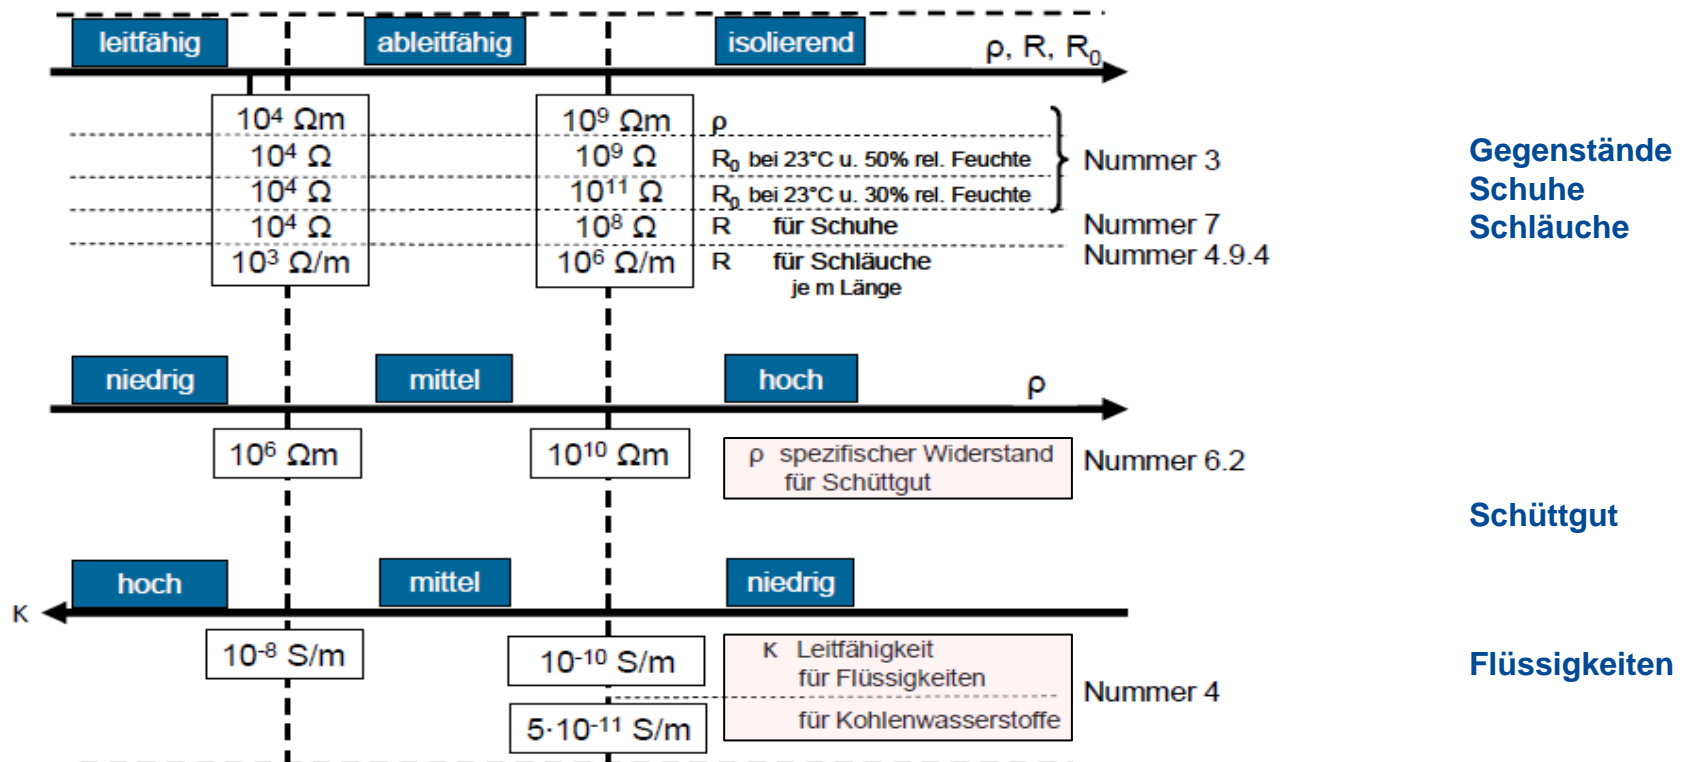 leitfähig ableitfähig isolierend ρ, R, R₀
10⁴ Ωm 10⁹ Ωm ρ
10⁴ Ω 10⁹ Ω R₀ bei 23°C u. 50% rel. Feuchte Nummer 3 Gegenstände
10⁴ Ω 10¹¹ Ω R₀ bei 23°C u. 30% rel. Feuchte Schuhe
10⁴ Ω 10⁸ Ω R für Schuhe Nummer 7 Schläuche
10³ Ω/m 10⁶ Ω/m R für Schläuche Nummer 4.9.4
je m Länge
niedrig mittel hoch ρ
10⁶ Ωm 10¹⁰ Ωm ρ spezifischer Widerstand Nummer 6.2
für Schüttgut
Schüttgut
hoch mittel niedrig
κ
10⁻⁸ S/m 10⁻¹⁰ S/m κ Leitfähigkeit Flüssigkeiten
für Flüssigkeiten
Nummer 4
5·10⁻¹¹ S/m für Kohlenwasserstoffe